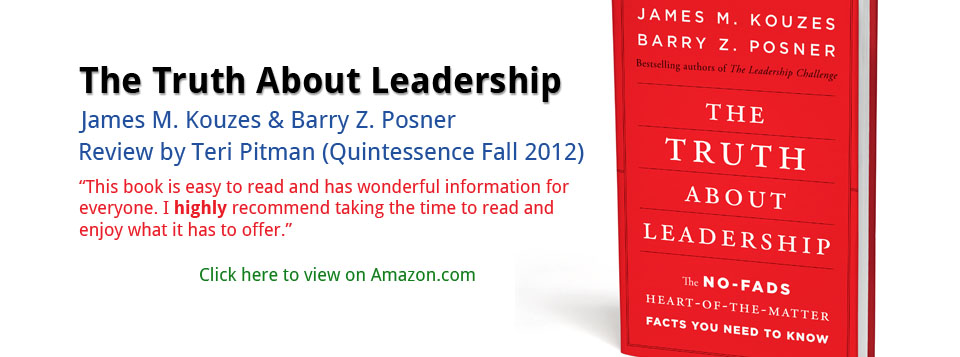 The Truth About Leadership
James M. Kouzes & Barry Z. Posner
Review by Teri Pitman (Quintessence Fall 2012)
“This book is easy to read and has wonderful information for
everyone. I highly recommend taking the time to read and
enjoy what it has to offer.”
Click here to view on Amazon.com
JAMES M. KOUZES
BARRY Z. POSNER
Bestselling authors of The Leadership Challenge
THE
TRUTH
ABOUT
LEADERSHIP
The NO-FADS
HEART-OF-THE-MATTER
FACTS YOU NEED TO KNOW